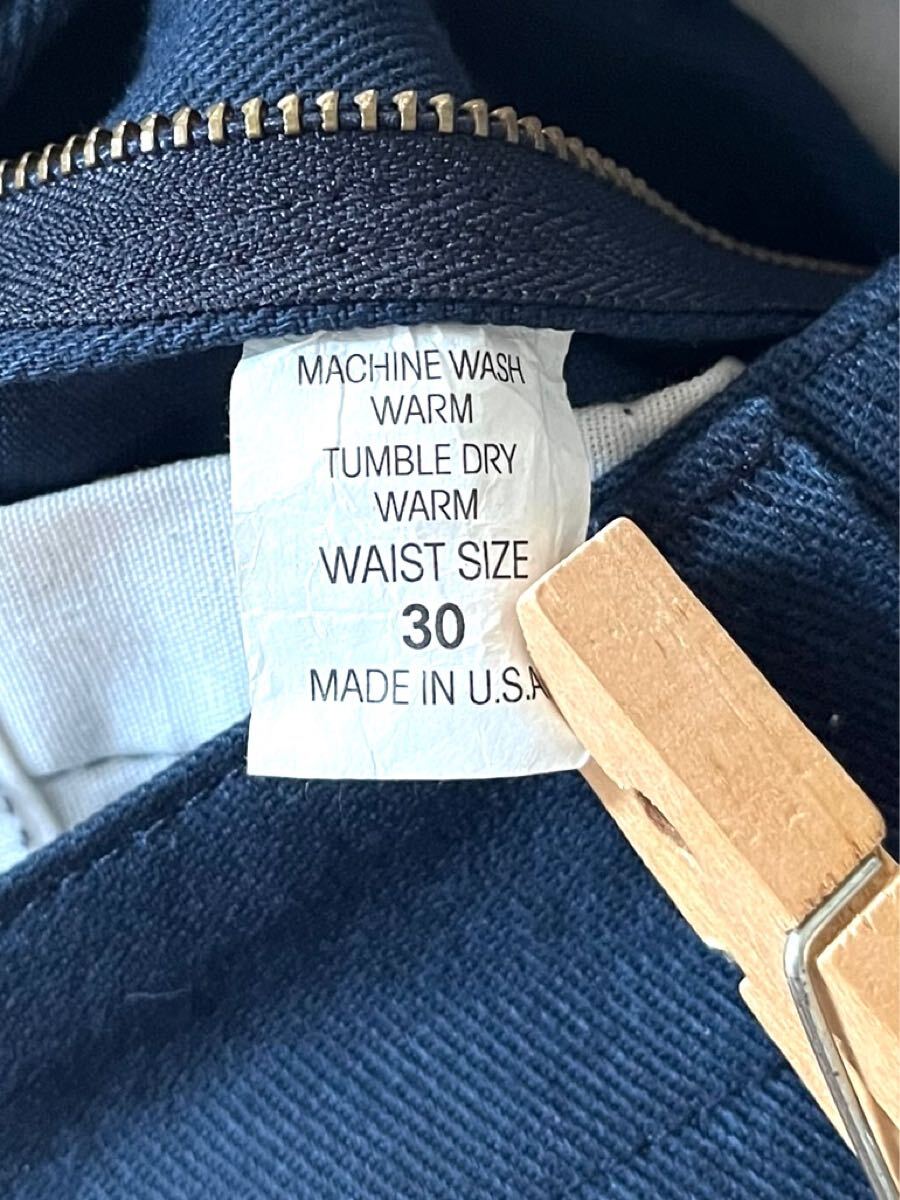 MACHINE WASH
WARM
TUMBLE DRY
WARM
WAIST SIZE
30
MADE IN U.S.A